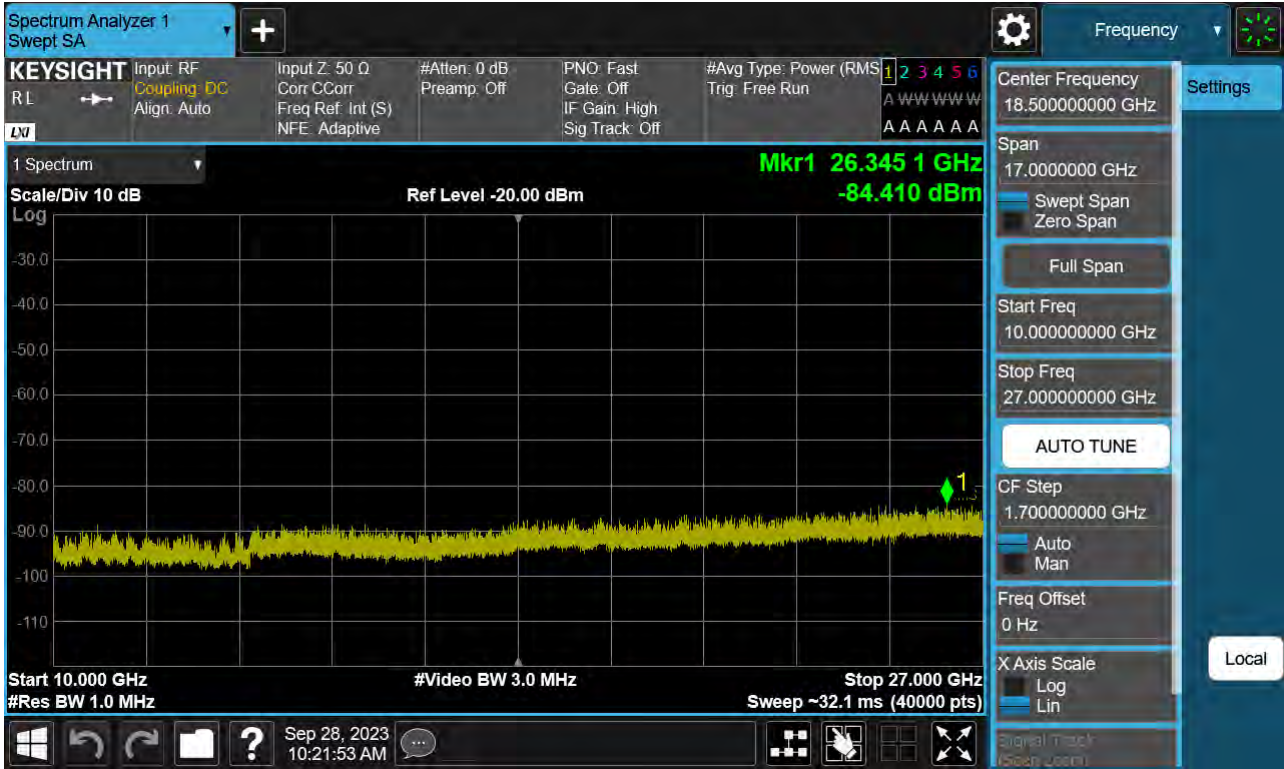 Spectrum Analyzer 1
Swept SA
+
Frequency
KEYSIGHT
R L
LXI
Input: RF
Coupling: DC
Align: Auto
Input Z: 50 Ω
Corr CCorr
Freq Ref: Int (S)
NFE: Adaptive
#Atten: 0 dB
Preamp: Off
PNO: Fast
Gate: Off
IF Gain: High
Sig Track: Off
#Avg Type: Power (RMS
Trig: Free Run
1 2 3 4 5 6
A W W W W W
A A A A A A
1 Spectrum
Scale/Div 10 dB
Ref Level -20.00 dBm
Mkr1 26.345 1 GHz
-84.410 dBm
Log
-30.0
-40.0
-50.0
-60.0
-70.0
-80.0
-90.0
-100
-110
1
Start 10.000 GHz
#Video BW 3.0 MHz
Stop 27.000 GHz
#Res BW 1.0 MHz
Sweep ~32.1 ms (40000 pts)
Center Frequency
18.500000000 GHz
Settings
Span
17.0000000 GHz
Swept Span
Zero Span
Full Span
Start Freq
10.000000000 GHz
Stop Freq
27.000000000 GHz
AUTO TUNE
CF Step
1.700000000 GHz
Auto
Man
Freq Offset
0 Hz
X Axis Scale
Log
Lin
Local
Signal Track
(Span Zoom)
?
Sep 28, 2023
10:21:53 AM